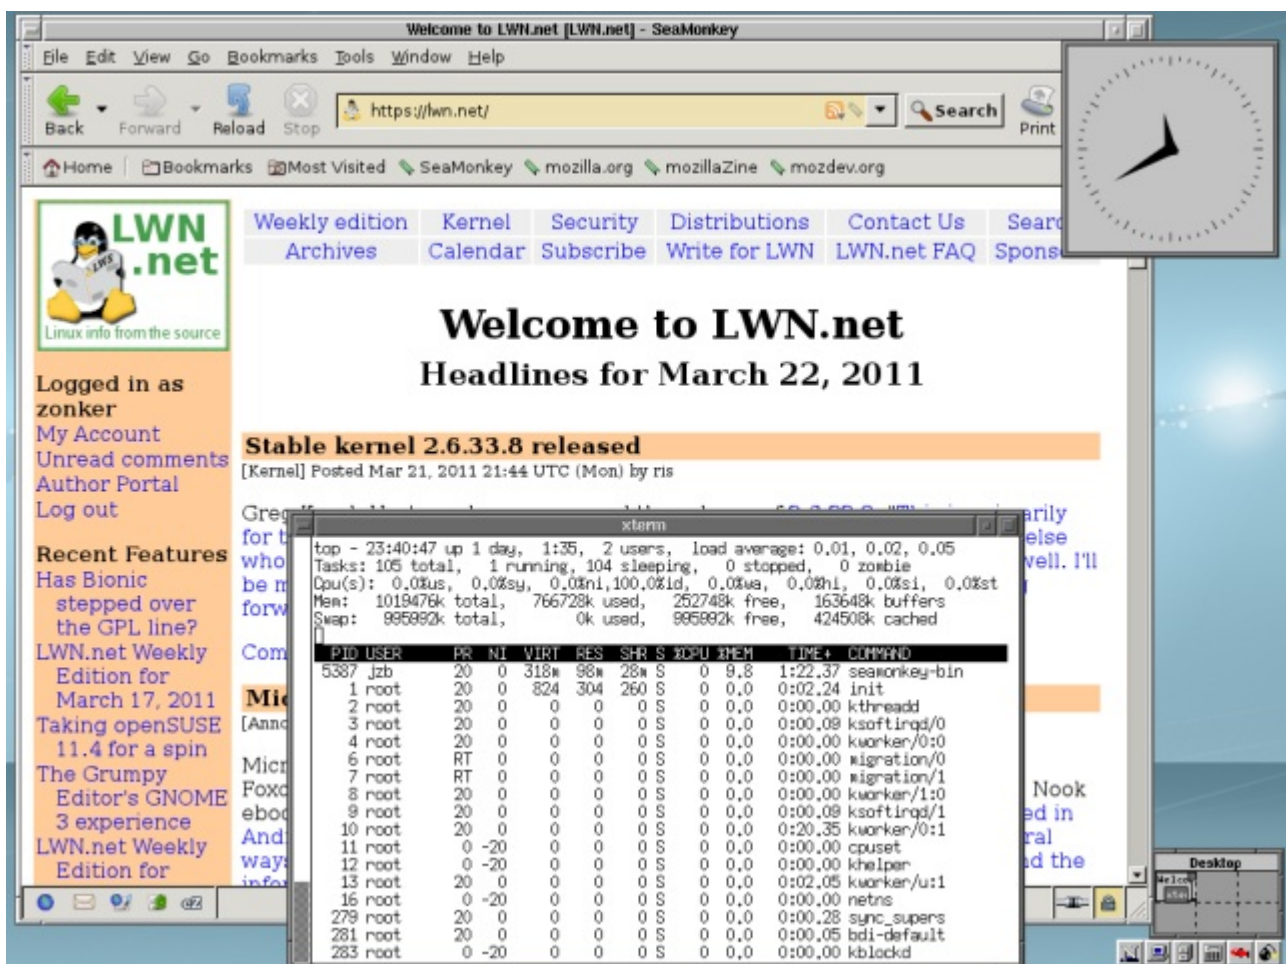 Welcome to LWN.net [LWN.net] - SeaMonkey
File Edit View Go Bookmarks Tools Window Help
Back Forward Reload Stop https://lwn.net/ Search Print
Home Bookmarks Most Visited SeaMonkey mozilla.org mozillaZine mozdev.org
LWN
.net
Linux info from the source
Weekly edition Kernel Security Distributions Contact Us
Archives Calendar Subscribe Write for LWN LWN.net FAQ
Welcome to LWN.net
Headlines for March 22, 2011
Logged in as
zonker
My Account
Unread comments
Author Portal
Log out
Recent Features
Has Bionic
stepped over
the GPL line?
LWN.net Weekly
Edition for
March 17, 2011
Taking openSUSE
11.4 for a spin
The Grumpy
Editor's GNOME
3 experience
LWN.net Weekly
Edition for
Stable kernel 2.6.33.8 released
[Kernel] Posted Mar 21, 2011 21:44 UTC (Mon) by ris
else
well. I'll
Nook
ed in
and the
xterm
top - 23:40:47 up 1 day, 1:35, 2 users, load average: 0.01, 0.02, 0.05
Tasks: 105 total, 1 running, 104 sleeping, 0 stopped, 0 zombie
Cpu(s): 0.0%us, 0.0%sy, 0.0%ni,100.0%id, 0.0%wa, 0.0%hi, 0.0%si, 0.0%st
Mem: 1019476k total, 766728k used, 252748k free, 163648k buffers
Swap: 995992k total, 0k used, 995992k free, 424508k cached
PID USER PR NI VIRT RES SHR S %CPU %MEM TIME+ COMMAND
5387 jzb 20 0 318m 98m 28m S 0 9.8 1:22.37 seamonkey-bin
1 root 20 0 824 304 260 S 0 0.0 0:02.24 init
2 root 20 0 0 0 0 S 0 0.0 0:00.00 kthreadd
3 root 20 0 0 0 0 S 0 0.0 0:00.09 ksoftirqd/0
4 root 20 0 0 0 0 S 0 0.0 0:00.00 kworker/0:0
6 root RT 0 0 0 0 S 0 0.0 0:00.00 migration/0
7 root RT 0 0 0 0 S 0 0.0 0:00.00 migration/1
8 root 20 0 0 0 0 S 0 0.0 0:00.00 kworker/1:0
9 root 20 0 0 0 0 S 0 0.0 0:00.09 ksoftirqd/1
10 root 20 0 0 0 0 S 0 0.0 0:20.35 kworker/0:1
11 root 0 -20 0 0 0 S 0 0.0 0:00.00 cpuset
12 root 0 -20 0 0 0 S 0 0.0 0:00.00 khelper
13 root 20 0 0 0 0 S 0 0.0 0:02.05 kworker/u:1
16 root 0 -20 0 0 0 S 0 0.0 0:00.00 netns
279 root 20 0 0 0 0 S 0 0.0 0:00.28 sync_supers
281 root 20 0 0 0 0 S 0 0.0 0:00.05 bdi-default
283 root 0 -20 0 0 0 S 0 0.0 0:00.00 kblockd
Desktop